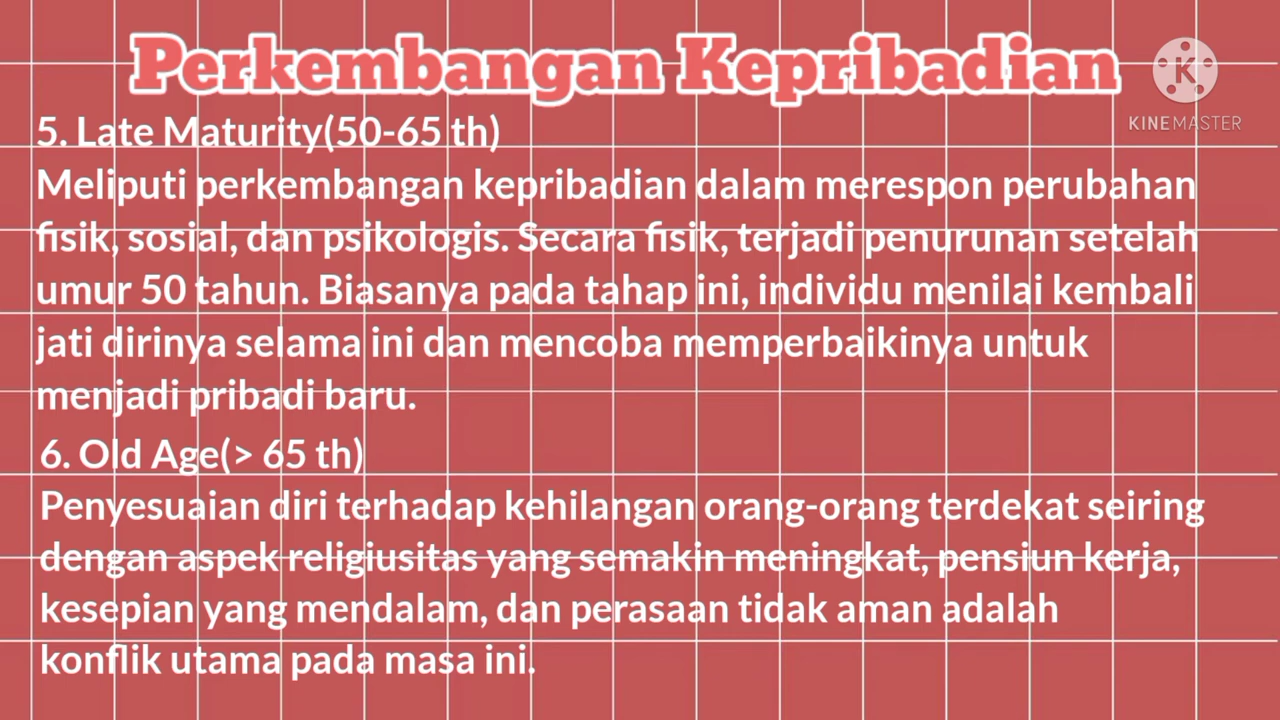 Perkembangan Kepribadian
KINEMASTER
5. Late Maturity(50-65 th)
Meliputi perkembangan kepribadian dalam merespon perubahan
fisik, sosial, dan psikologis. Secara fisik, terjadi penurunan setelah
umur 50 tahun. Biasanya pada tahap ini, individu menilai kembali
jati dirinya selama ini dan mencoba memperbaikinya untuk
menjadi pribadi baru.
6. Old Age(> 65 th)
Penyesuaian diri terhadap kehilangan orang-orang terdekat seiring
dengan aspek religiusitas yang semakin meningkat, pensiun kerja,
kesepian yang mendalam, dan perasaan tidak aman adalah
konflik utama pada masa ini.